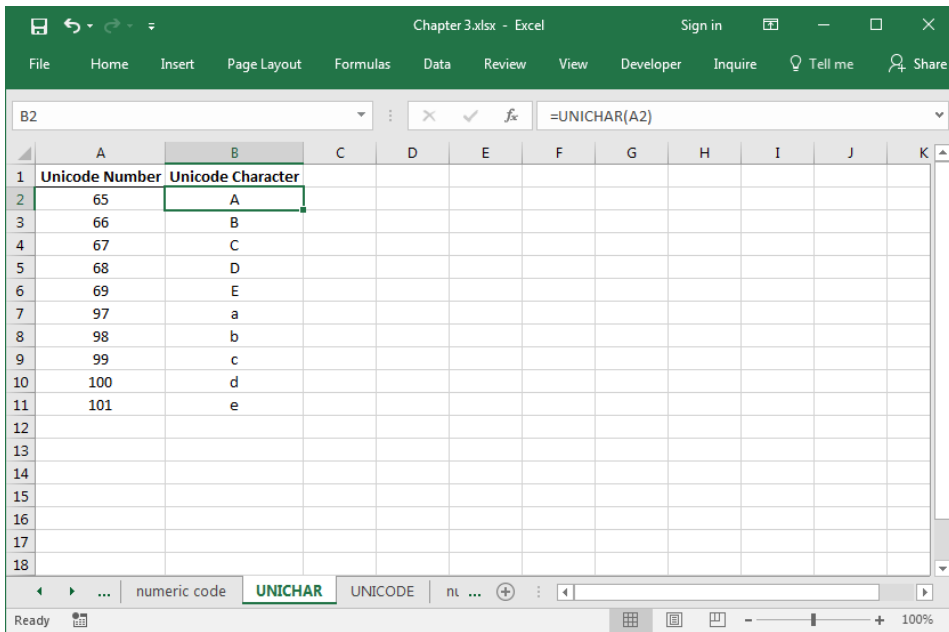 Chapter 3.xlsx - Excel Sign in
File Home Insert Page Layout Formulas Data Review View Developer Inquire Tell me Share
B2 fx =UNICHAR(A2)
A B C D E F G H I J K
1 Unicode Number Unicode Character
2 65 A
3 66 B
4 67 C
5 68 D
6 69 E
7 97 a
8 98 b
9 99 c
10 100 d
11 101 e
12
13
14
15
16
17
18
... numeric code UNICHAR UNICODE nu ...
Ready 100%